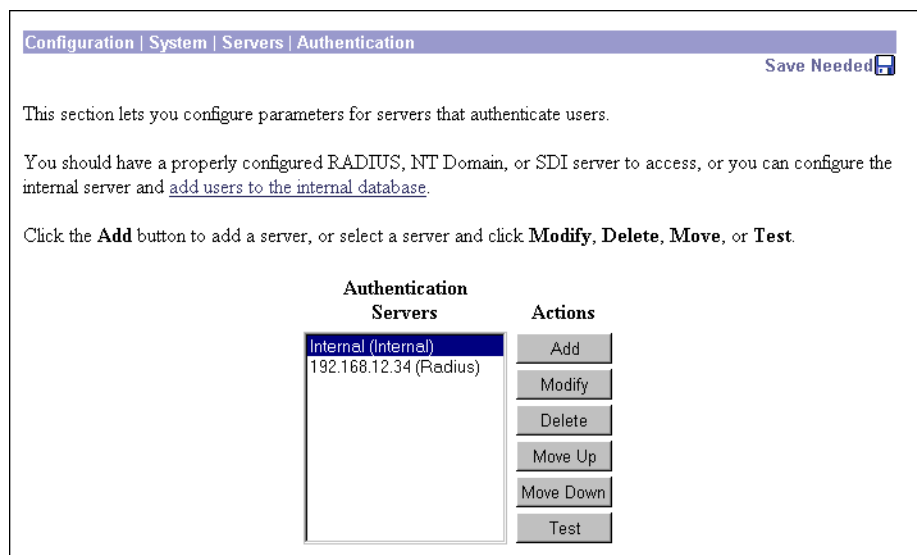 Configuration | System | Servers | Authentication
Save Needed
This section lets you configure parameters for servers that authenticate users.
You should have a properly configured RADIUS, NT Domain, or SDI server to access, or you can configure the
internal server and add users to the internal database.
Click the Add button to add a server, or select a server and click Modify, Delete, Move, or Test.
Authentication
Servers
Actions
Internal (Internal)
192.168.12.34 (Radius)
Add
Modify
Delete
Move Up
Move Down
Test